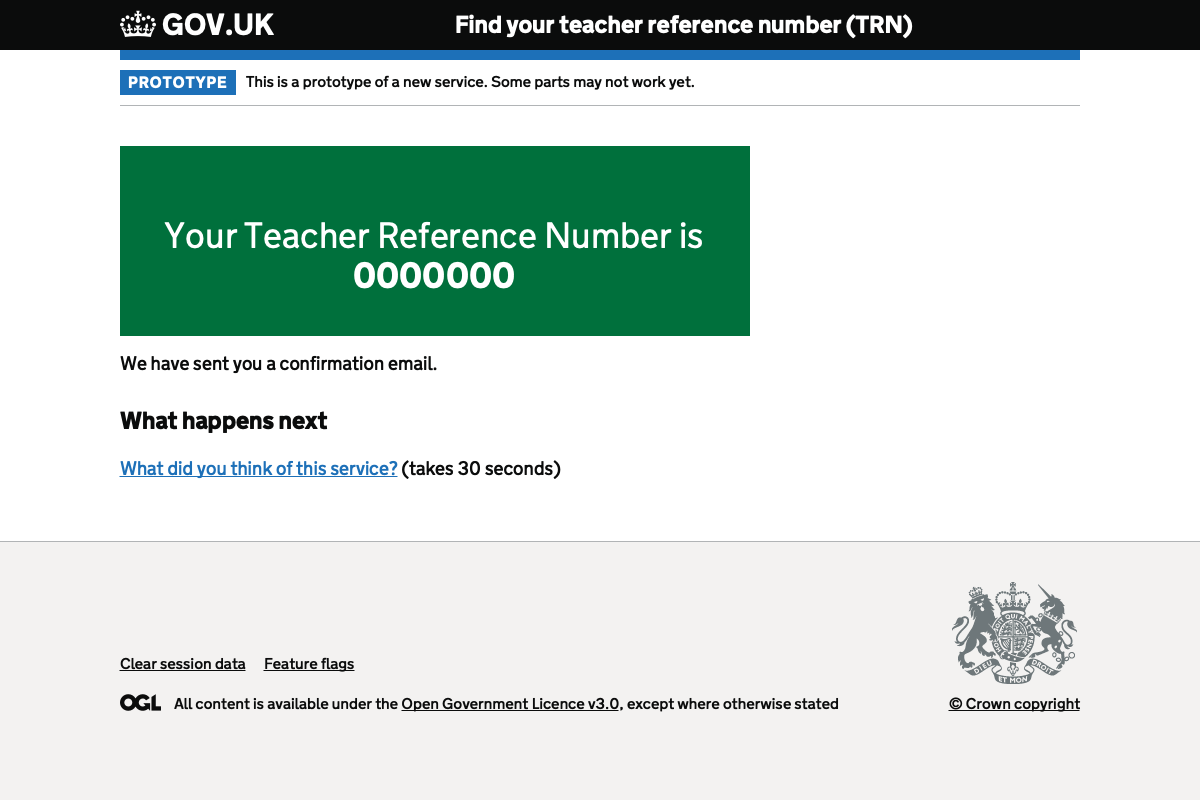 GOV.UK Find your teacher reference number (TRN)
PROTOTYPE This is a prototype of a new service. Some parts may not work yet.
Your Teacher Reference Number is
0000000
We have sent you a confirmation email.
What happens next
What did you think of this service? (takes 30 seconds)
Clear session data Feature flags
OGL All content is available under the Open Government Licence v3.0, except where otherwise stated
DIEU ET MON DROIT
© Crown copyright